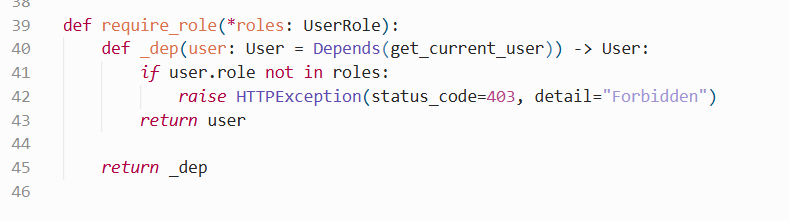 38
39 def require_role(*roles: UserRole):
40     def _dep(user: User = Depends(get_current_user)) -> User:
41         if user.role not in roles:
42             raise HTTPException(status_code=403, detail="Forbidden")
43         return user
44
45     return _dep
46